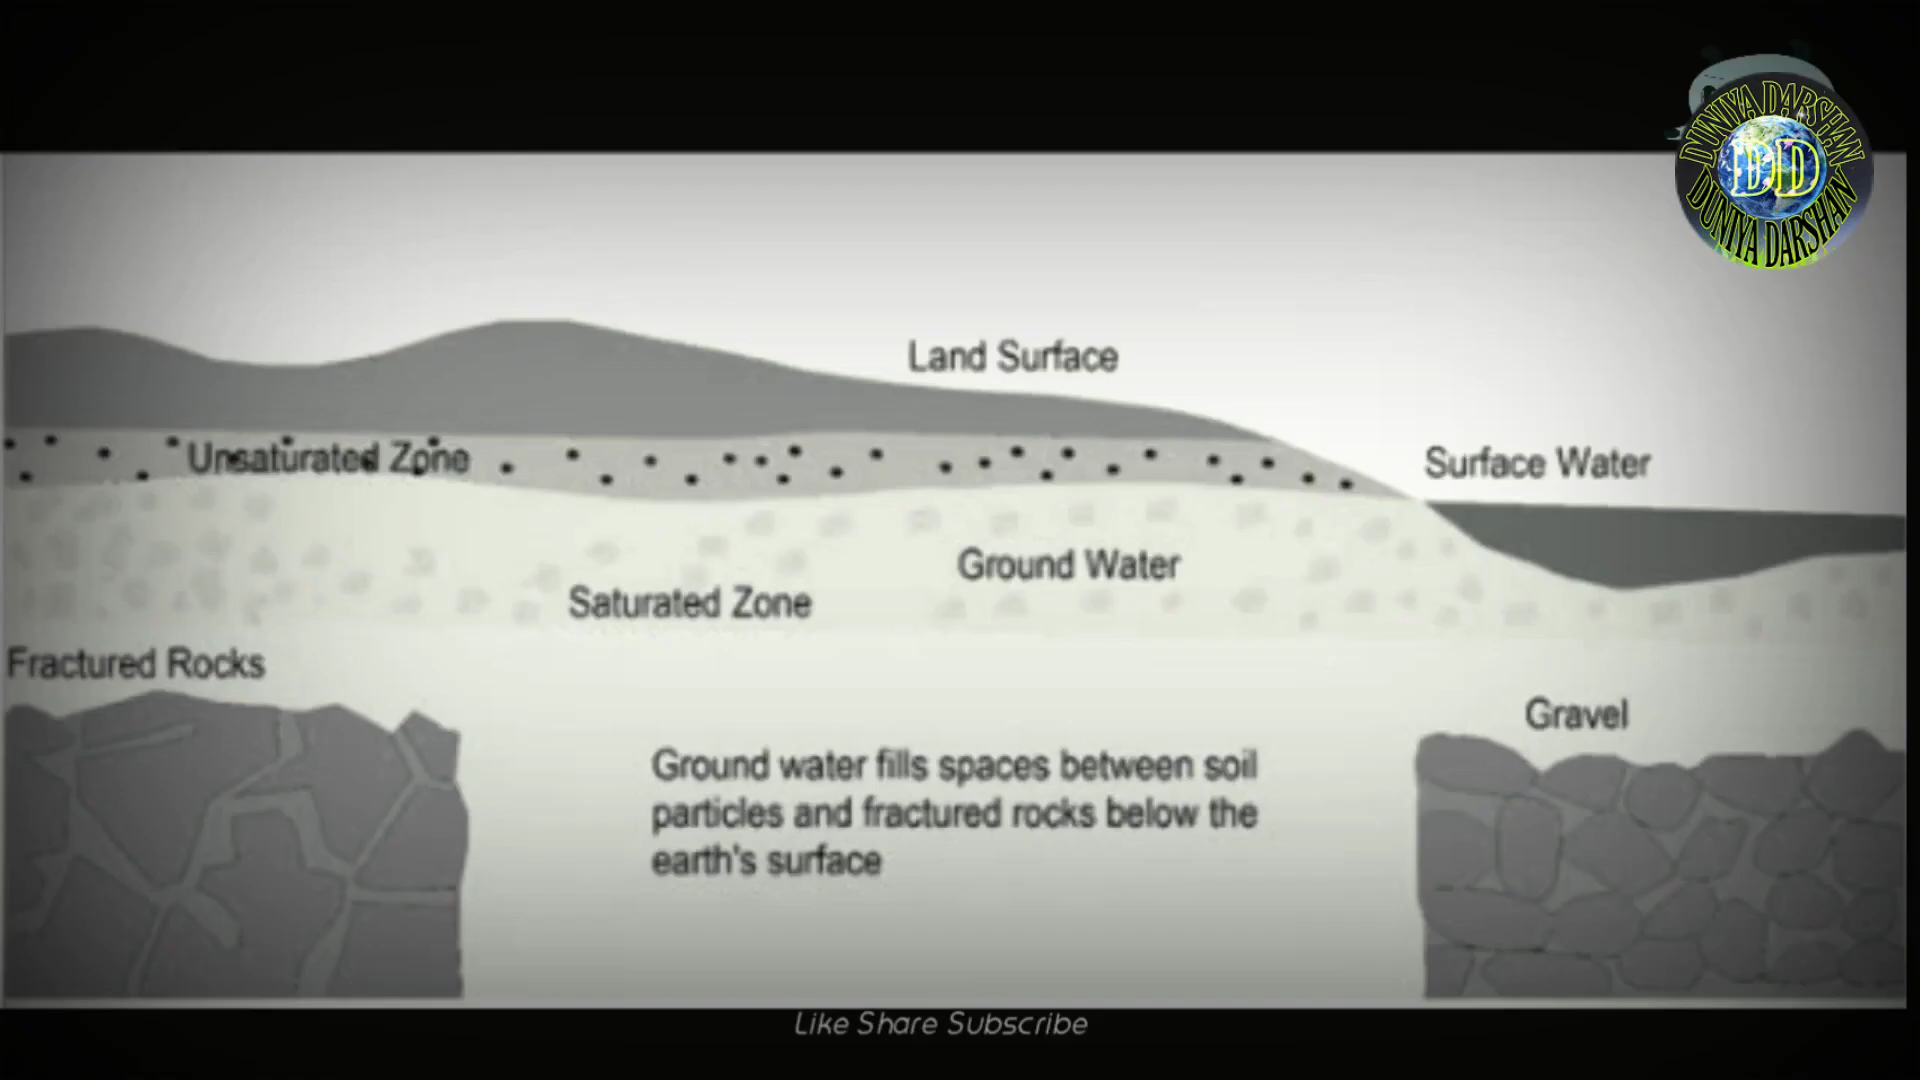 DUNIYA DARSHAN
DD
DUNIYA DARSHAN
Land Surface
Unsaturated Zone
Surface Water
Ground Water
Saturated Zone
Fractured Rocks
Gravel
Ground water fills spaces between soil
particles and fractured rocks below the
earth's surface
Like Share Subscribe